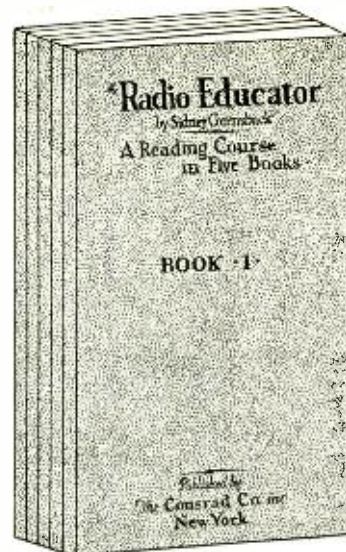 "Radio Educator
by Sidney Gernsback
A Reading Course
in Five Books
BOOK · 1 ·
Published by
The Consrad Co. inc
New York